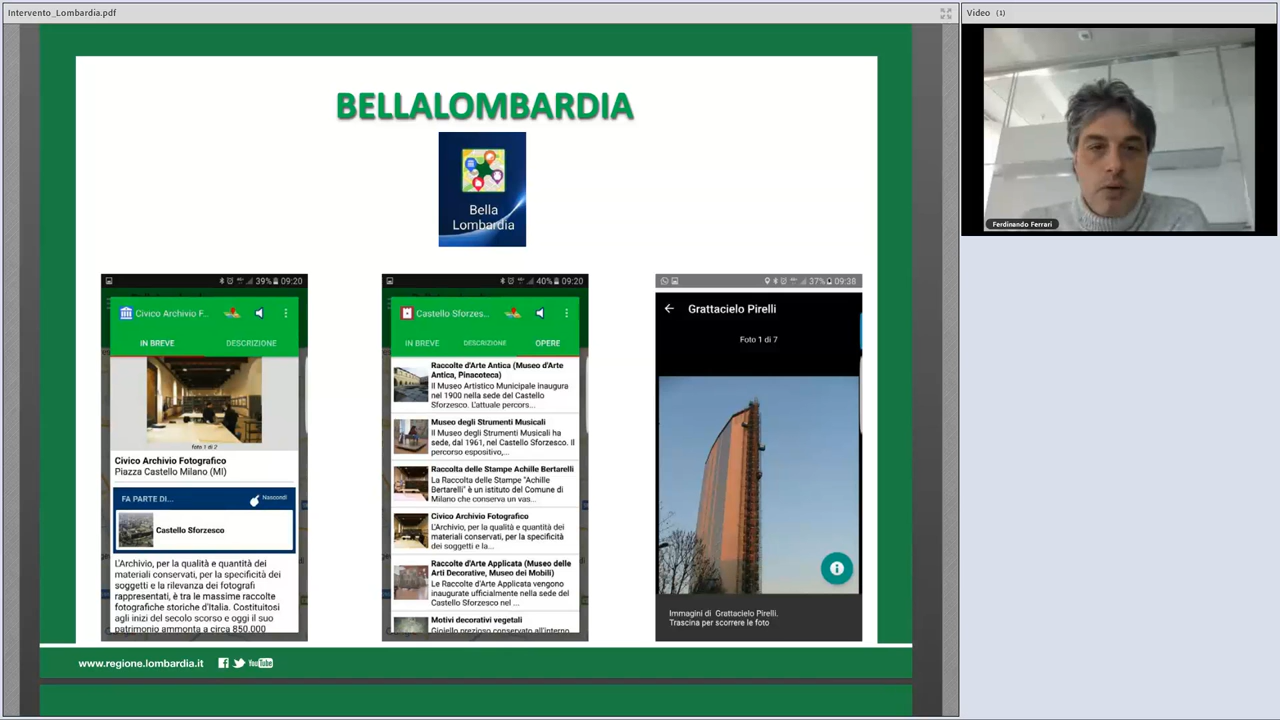 Intervento_Lombardia.pdf
Video (1)
BELLALOMBARDIA
Bella
Lombardia
39% 09:20
Civico Archivio F...
IN BREVE DESCRIZIONE
foto 1 di 2
Civico Archivio Fotografico
Piazza Castello Milano (MI)
FA PARTE DI... Nascondi
Castello Sforzesco
L'Archivio, per la qualità e quantità dei
materiali conservati, per la specificità dei
soggetti e la rilevanza dei fotografi
rappresentati, è tra le massime raccolte
fotografiche storiche d'Italia. Costituitosi
agli inizi del secolo scorso e oggi il suo
patrimonio ammonta a circa 850.000
40% 09:20
Castello Sforzes...
IN BREVE DESCRIZIONE OPERE
Raccolte d'Arte Antica (Museo d'Arte
Antica, Pinacoteca)
Il Museo Artistico Municipale inaugura
nel 1900 nella sede del Castello
Sforzesco. L'attuale percors...
Museo degli Strumenti Musicali
Il Museo degli Strumenti Musicali ha
sede, dal 1961, nel Castello Sforzesco. Il
percorso espositivo,...
Raccolta delle Stampe Achille Bertarelli
La Raccolta delle Stampe "Achille
Bertarelli" è un istituto del Comune di
Milano che conserva un vas...
Civico Archivio Fotografico
L'Archivio, per la qualità e quantità dei
materiali conservati, per la specificità
dei soggetti e la...
Raccolte d'Arte Applicata (Museo delle
Arti Decorative, Museo dei Mobili)
Le Raccolte d'Arte Applicata vengono
inaugurate ufficialmente nella sede del
Castello Sforzesco nel ...
Motivi decorativi vegetali
Gioiello prezioso conservato all'interno
37% 09:38
Grattacielo Pirelli
Foto 1 di 7
Immagini di Grattacielo Pirelli.
Trascina per scorrere le foto
www.regione.lombardia.it
You Tube
Ferdinando Ferrari